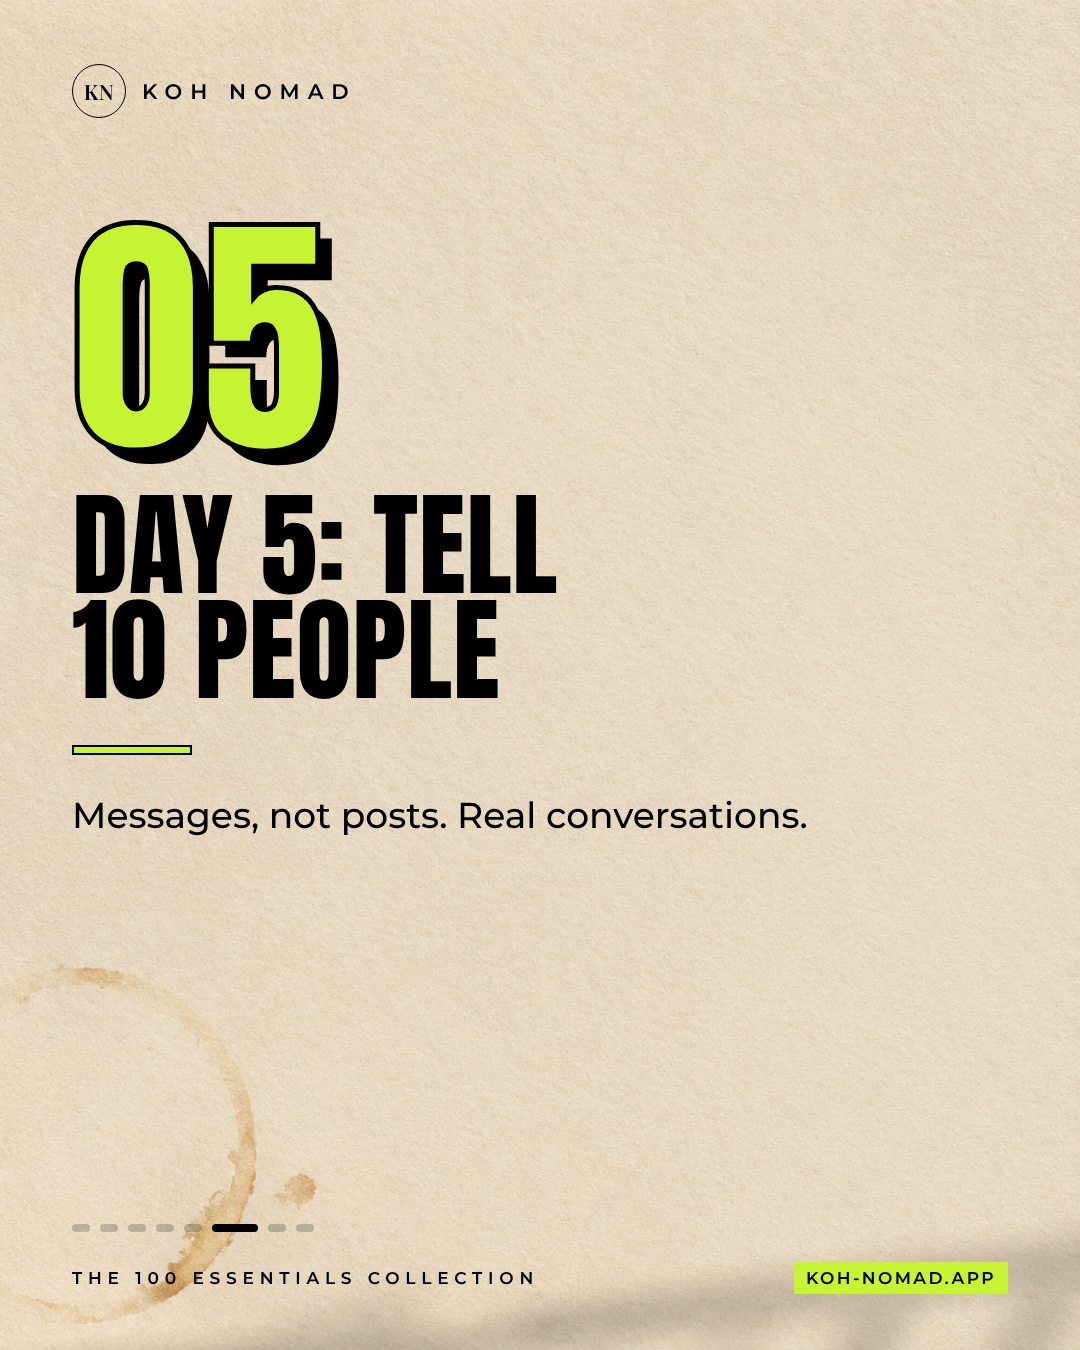 KN KOH NOMAD
05
DAY 5: TELL
10 PEOPLE
Messages, not posts. Real conversations.
THE 100 ESSENTIALS COLLECTION
KOH-NOMAD.APP